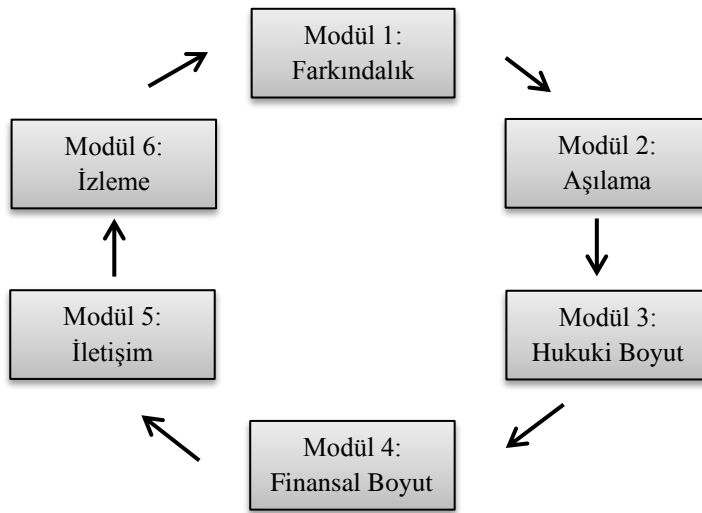 Modül 1:
Farkındalık
Modül 2:
Aşılama
Modül 3:
Hukuki Boyut
Modül 4:
Finansal Boyut
Modül 5:
İletişim
Modül 6:
İzleme